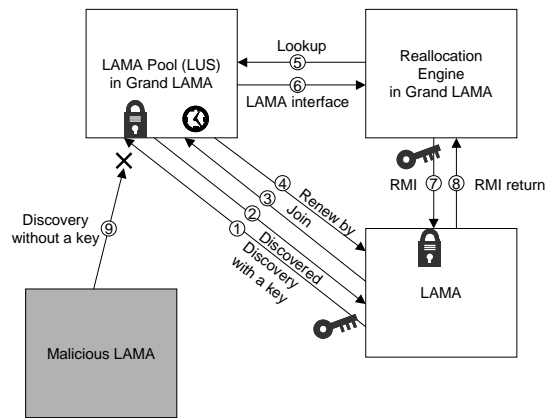 LAMA Pool (LUS)
in Grand LAMA
Lookup
5
6
LAMA interface
Reallocation
Engine
in Grand LAMA
4
Renew by
3
Join
2
Discovered
1
Discovery
with a key
RMI
7
8
RMI return
Discovery
without a key
9
LAMA
Malicious LAMA